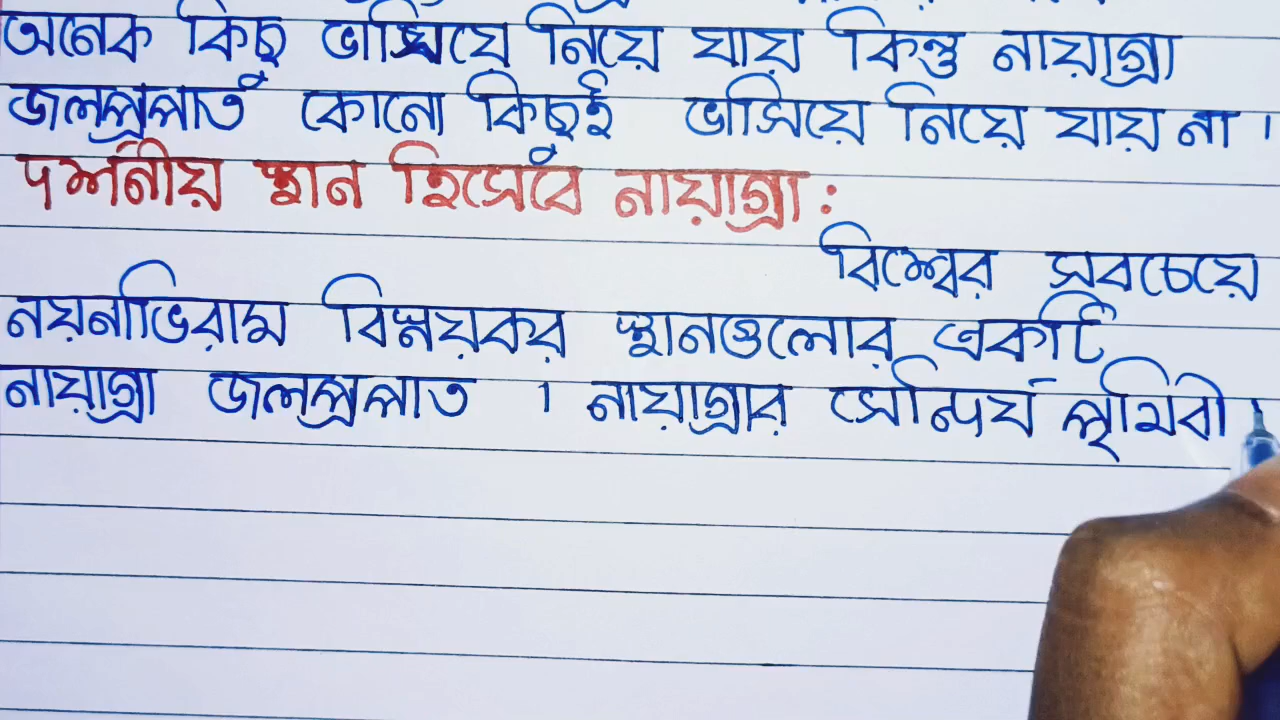 অনেক কিছু ভাসিয়ে নিয়ে যায় কিন্তু নায়াগ্রা
জলপ্রপাত কোনো কিছুই ভাসিয়ে নিয়ে যায় না।
দর্শনীয় স্থান হিসেবে নায়াগ্রা:
বিশ্বের সবচেয়ে
নয়নাভিরাম বিস্ময়কর স্থানগুলোর একটি
নায়াগ্রা জলপ্রপাত । নায়াগ্রার সৌন্দর্য পৃথিবী